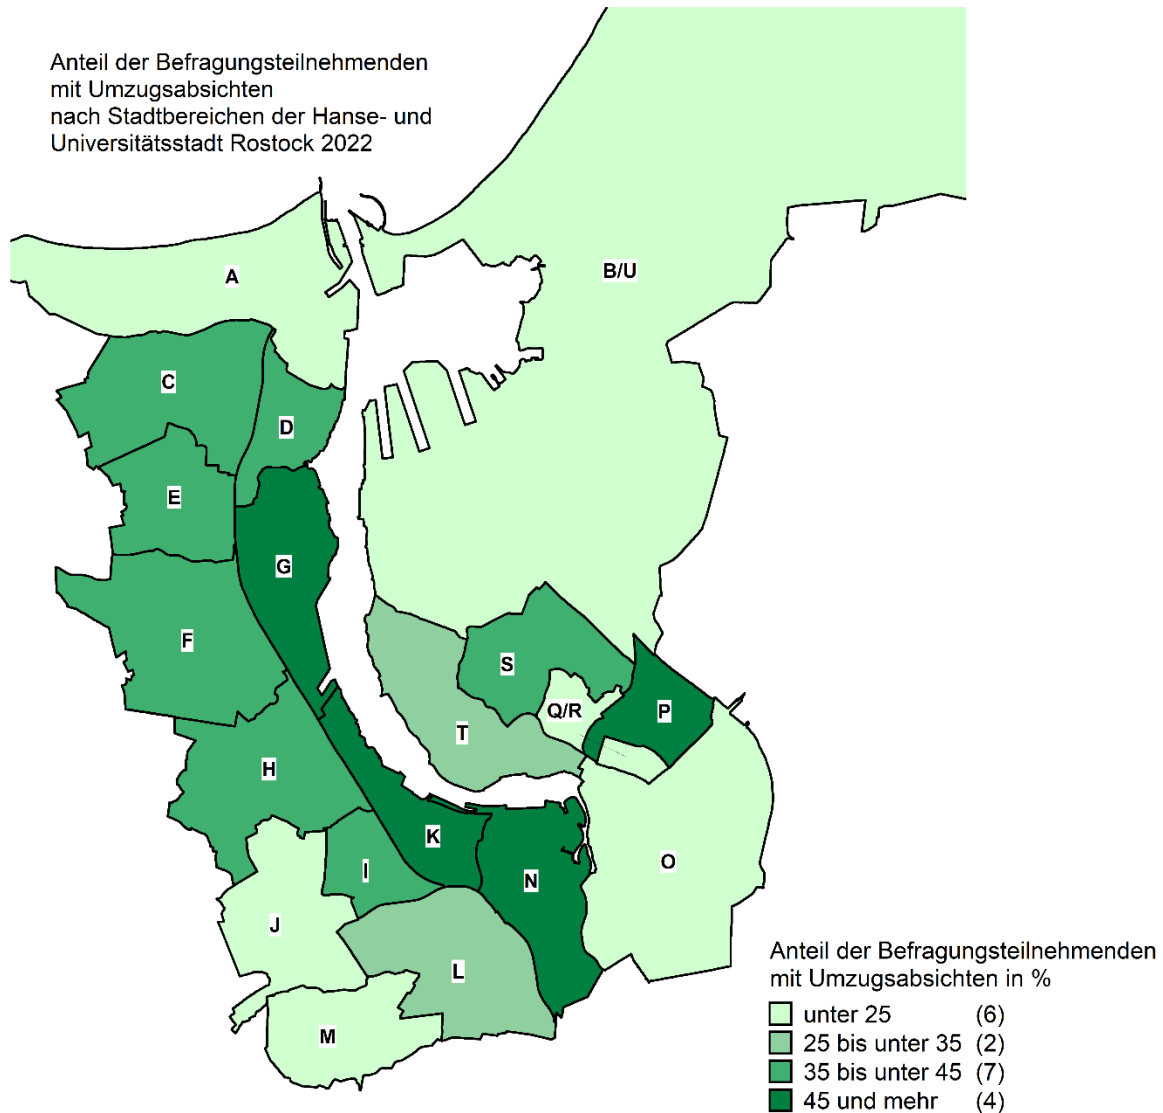 Anteil der Befragungsteilnehmenden
mit Umzugsabsichten
nach Stadtbereichen der Hanse- und
Universitätsstadt Rostock 2022
A
B/U
C
D
E
G
F
S
Q/R
P
T
H
K
O
I
N
J
L
M
Anteil der Befragungsteilnehmenden
mit Umzugsabsichten in %
unter 25 (6)
25 bis unter 35 (2)
35 bis unter 45 (7)
45 und mehr (4)